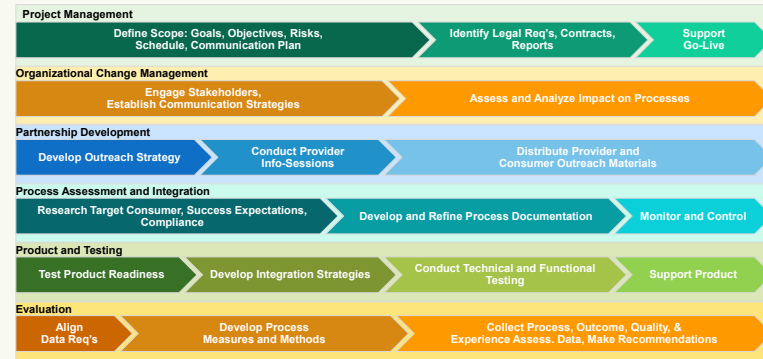 Project Management
Define Scope: Goals, Objectives, Risks,
Schedule, Communication Plan
Identify Legal Req's, Contracts,
Reports
Support
Go-Live
Organizational Change Management
Engage Stakeholders,
Establish Communication Strategies
Assess and Analyze Impact on Processes
Partnership Development
Develop Outreach Strategy
Conduct Provider
Info-Sessions
Distribute Provider and
Consumer Outreach Materials
Process Assessment and Integration
Research Target Consumer, Success Expectations,
Compliance
Develop and Refine Process Documentation
Monitor and Control
Product and Testing
Test Product Readiness
Develop Integration Strategies
Conduct Technical and Functional
Testing
Support Product
Evaluation
Align
Data Req's
Develop Process
Measures and Methods
Collect Process, Outcome, Quality, &
Experience Assess. Data, Make Recommendations